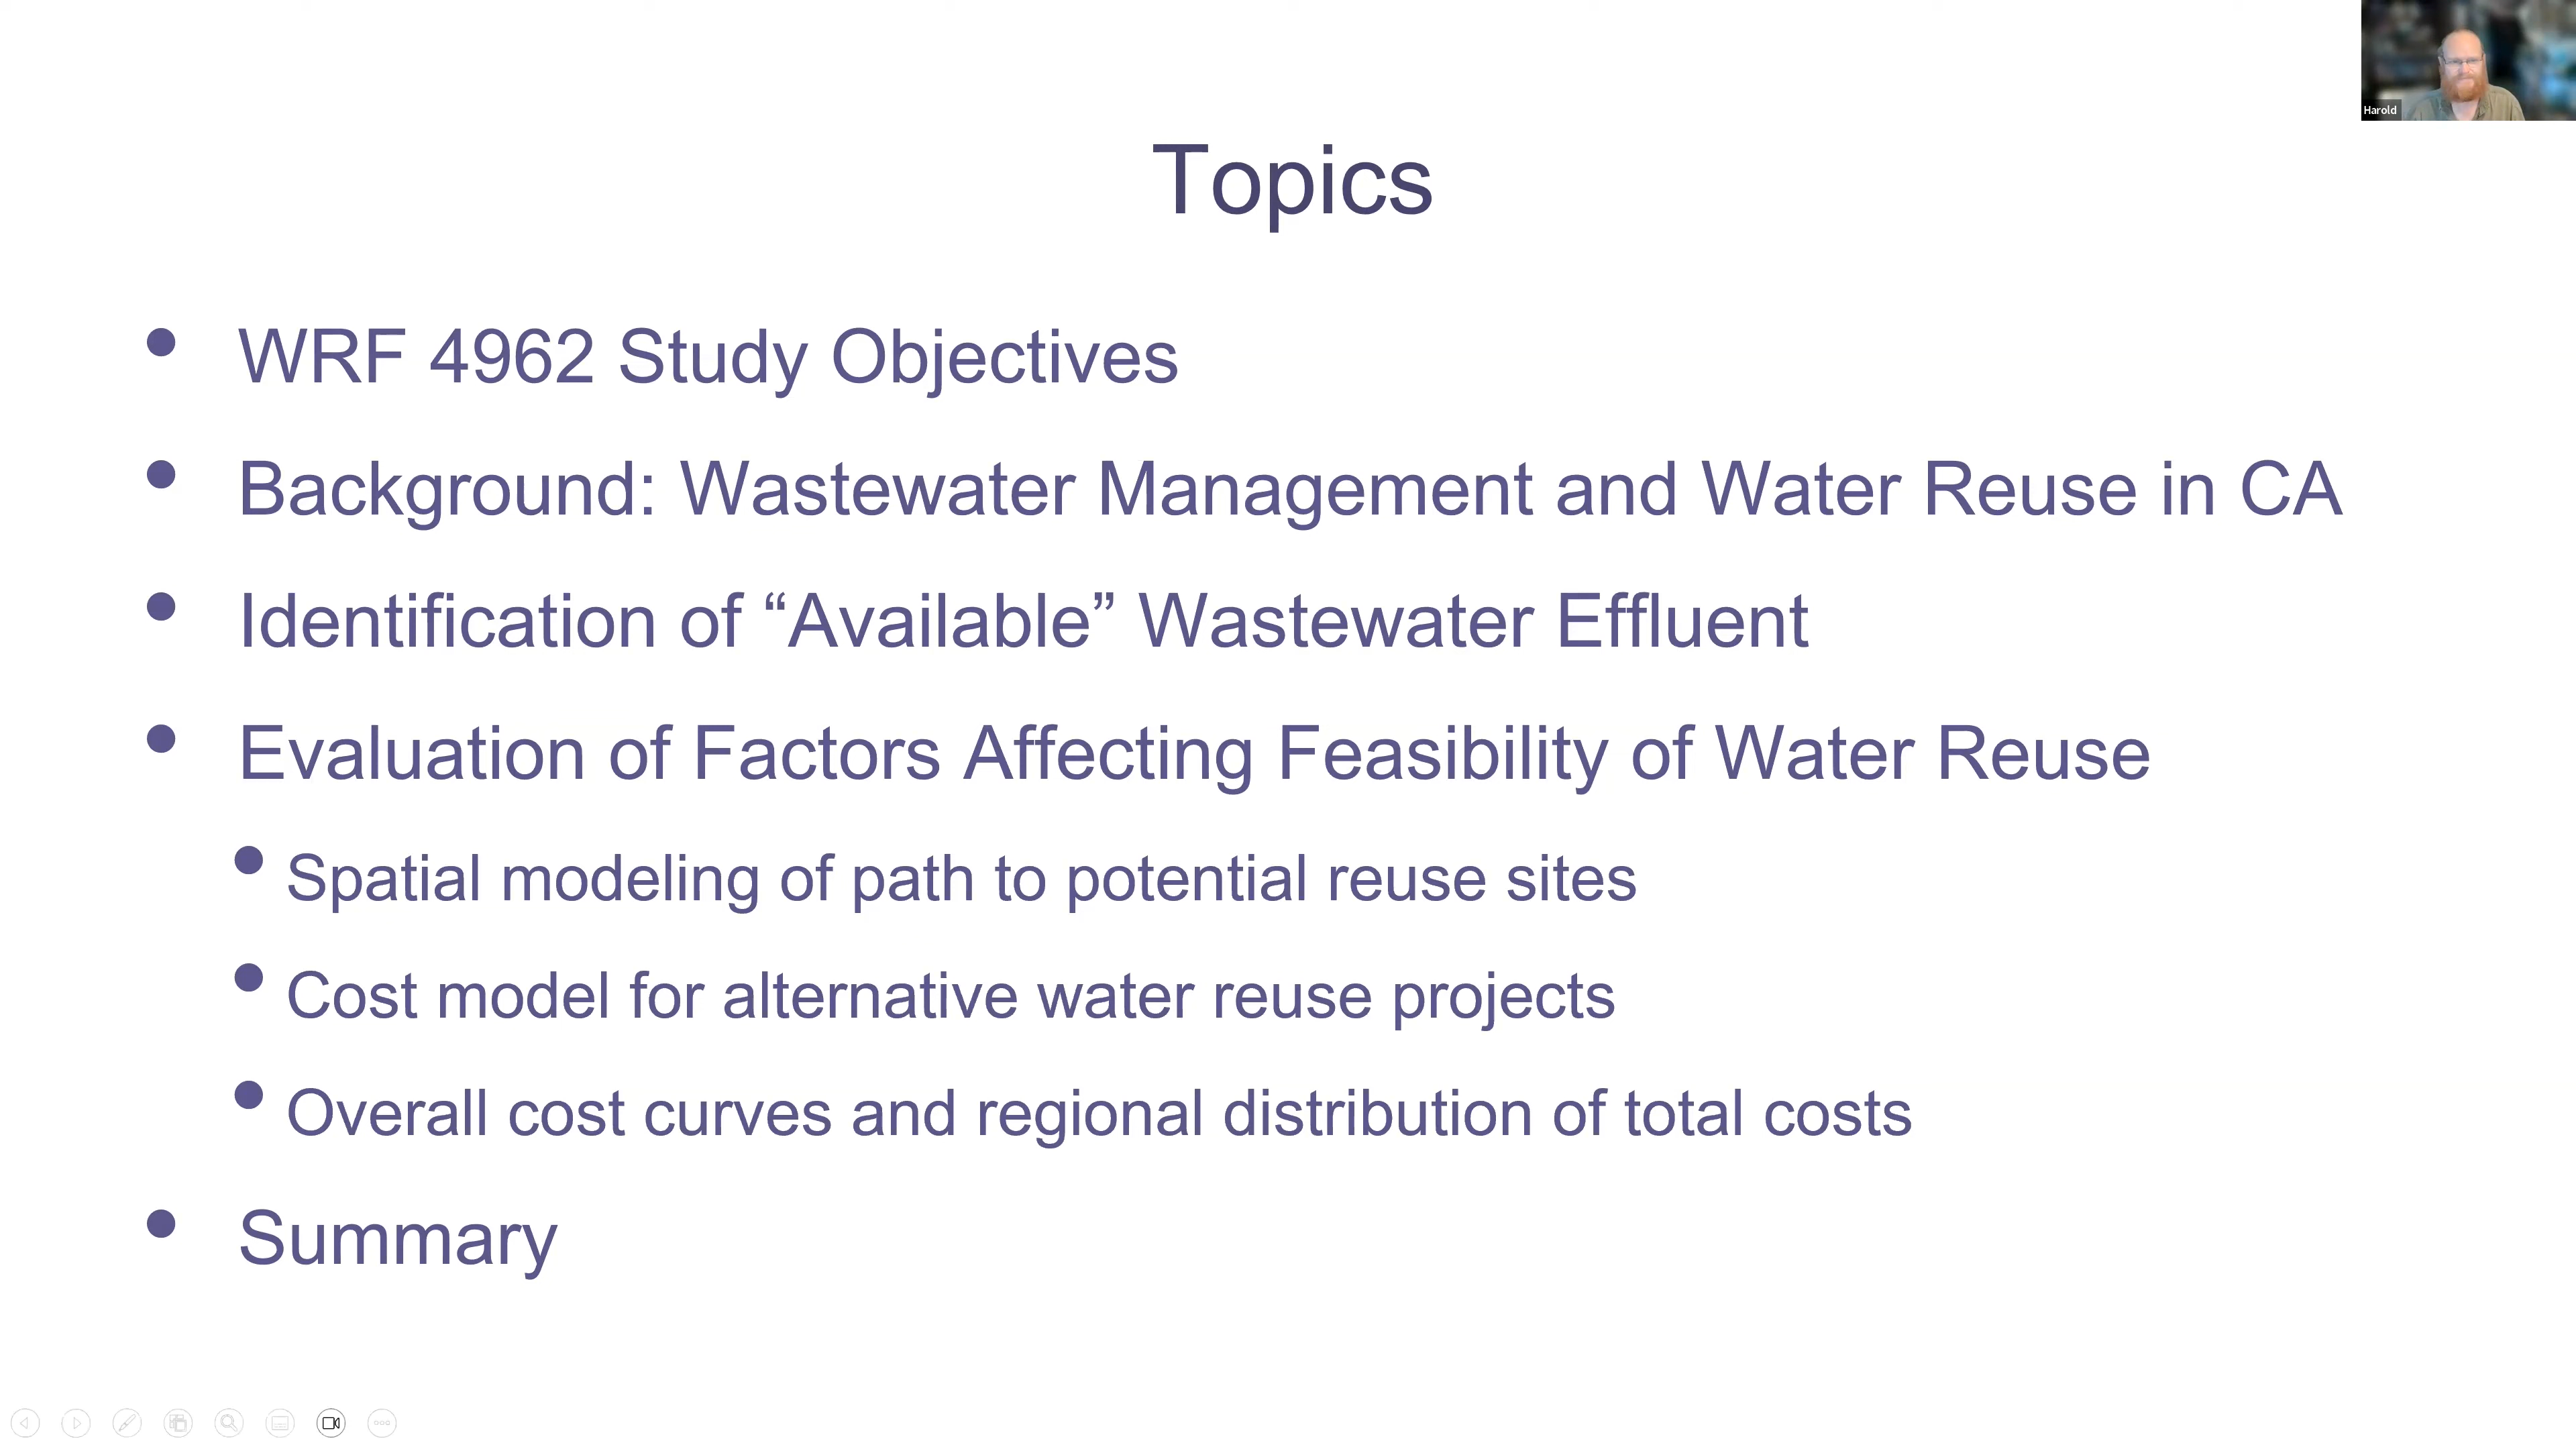 Harold
Topics
• WRF 4962 Study Objectives
• Background: Wastewater Management and Water Reuse in CA
• Identification of “Available” Wastewater Effluent
• Evaluation of Factors Affecting Feasibility of Water Reuse
• Spatial modeling of path to potential reuse sites
• Cost model for alternative water reuse projects
• Overall cost curves and regional distribution of total costs
• Summary